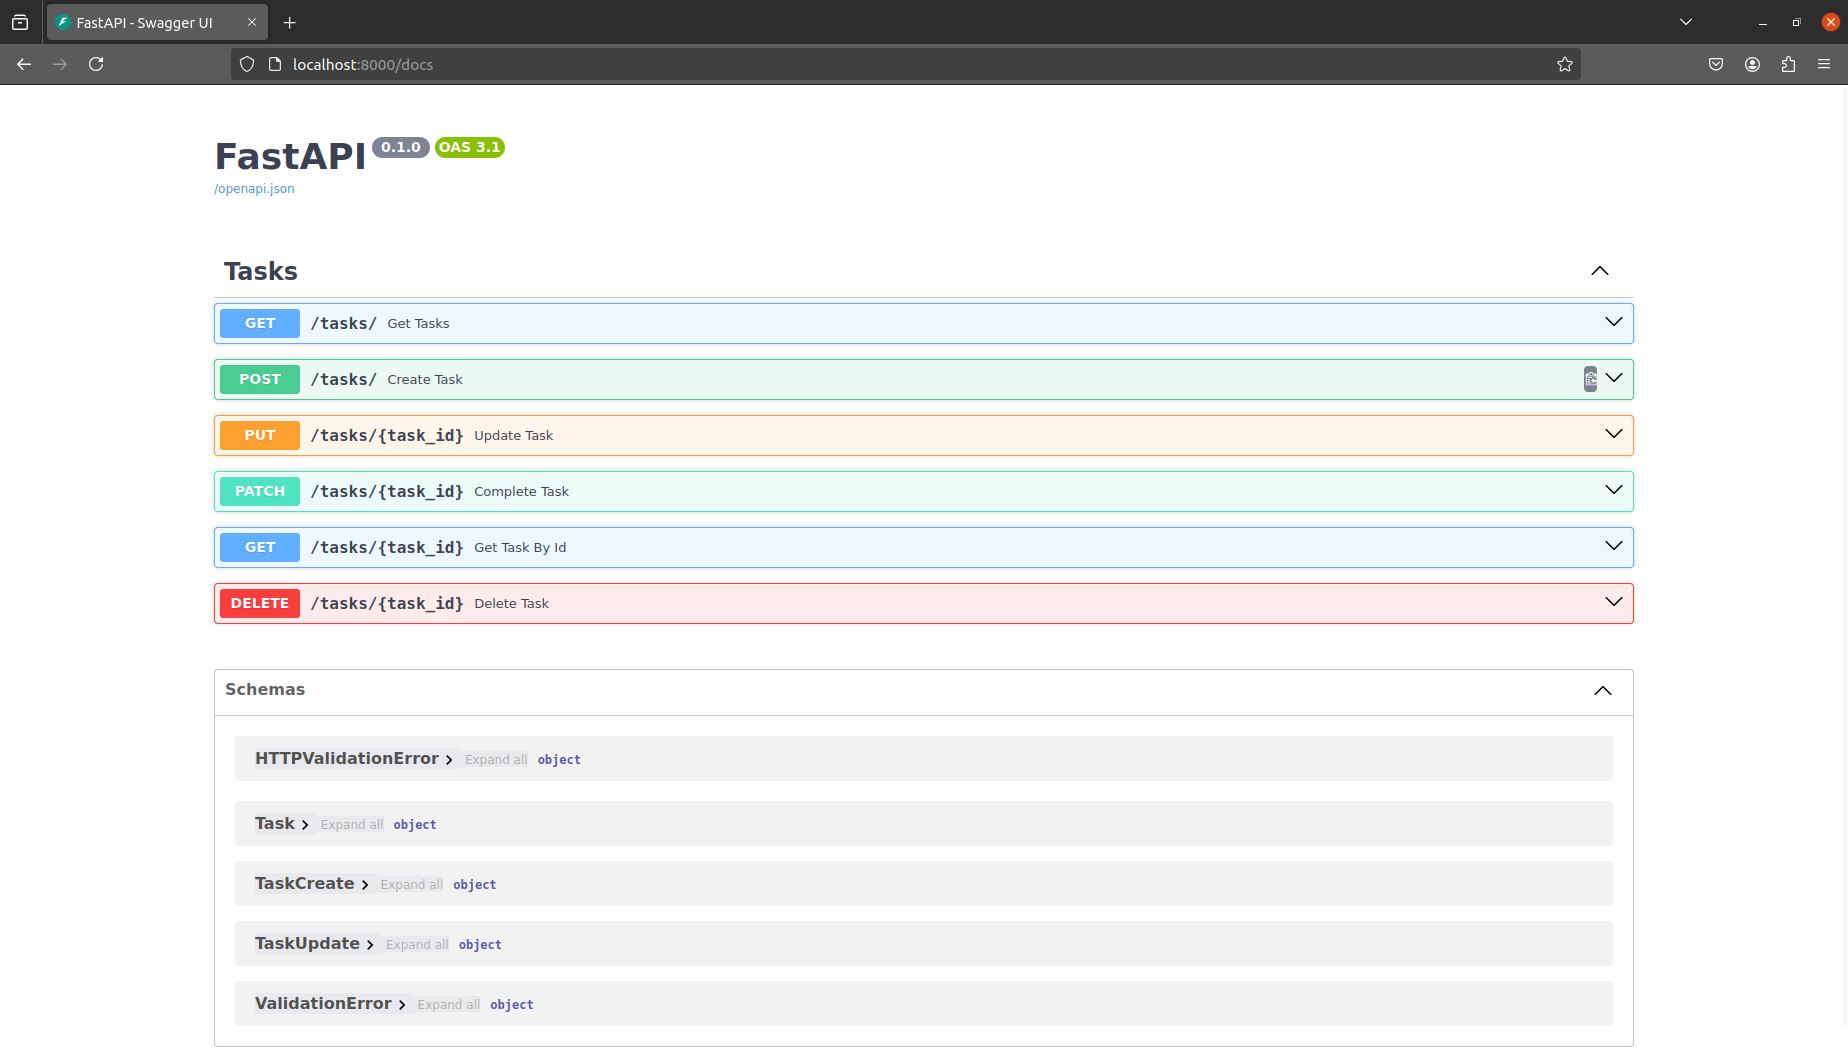 FastAPI - Swagger UI
localhost:8000/docs
FastAPI 0.1.0 OAS 3.1
/openapi.json
Tasks
GET /tasks/ Get Tasks
POST /tasks/ Create Task
PUT /tasks/{task_id} Update Task
PATCH /tasks/{task_id} Complete Task
GET /tasks/{task_id} Get Task By Id
DELETE /tasks/{task_id} Delete Task
Schemas
HTTPValidationError Expand all object
Task Expand all object
TaskCreate Expand all object
TaskUpdate Expand all object
ValidationError Expand all object